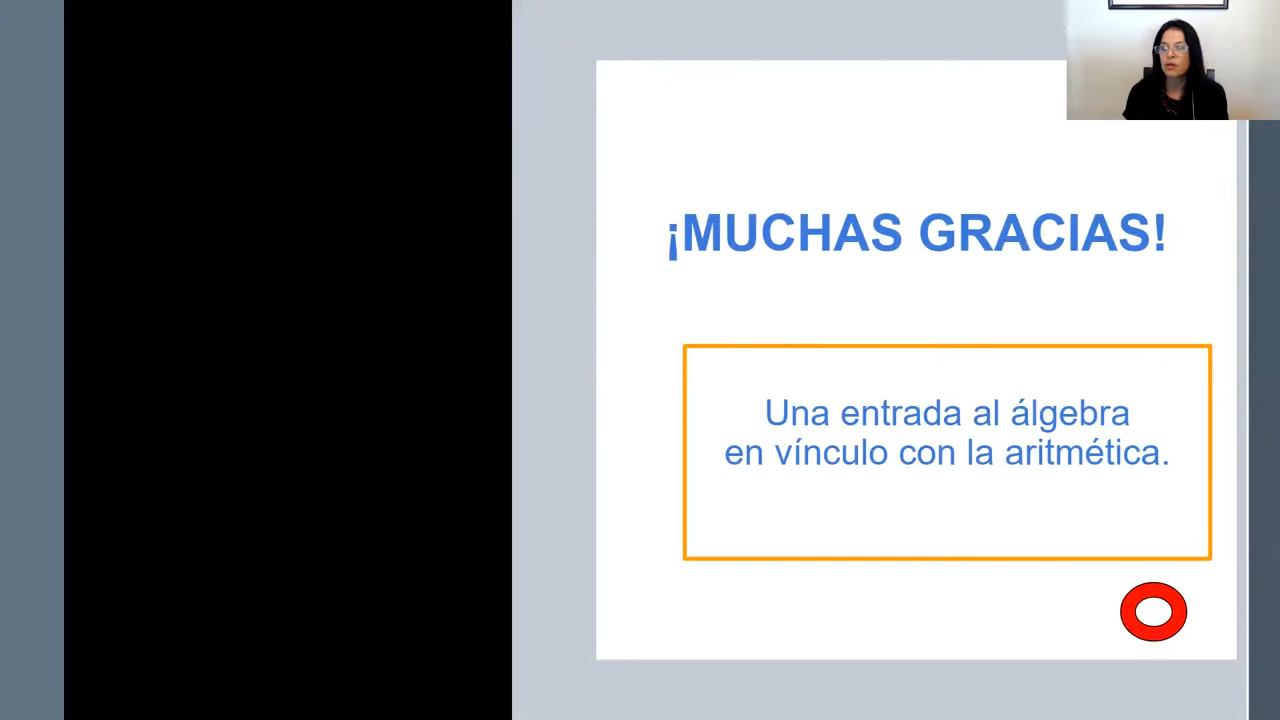 ¡MUCHAS GRACIAS!
Una entrada al álgebra
en vínculo con la aritmética.